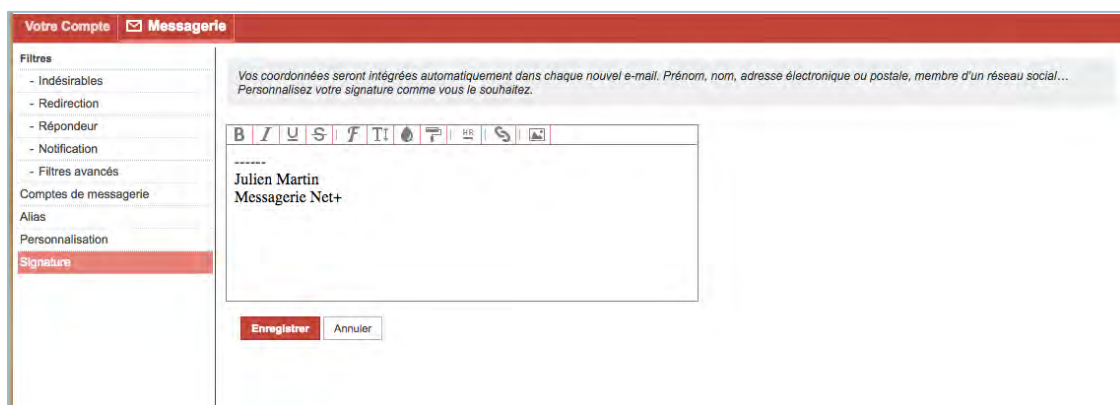 Votre Compte Messagerie
Filtres
- Indésirables
- Redirection
- Répondeur
- Notification
- Filtres avancés
Comptes de messagerie
Alias
Personnalisation
Signature
Vos coordonnées seront intégrées automatiquement dans chaque nouvel e-mail. Prénom, nom, adresse électronique ou postale, membre d'un réseau social…
Personnalisez votre signature comme vous le souhaitez.
B I U S F TI HR
------
Julien Martin
Messagerie Net+
Enregistrer Annuler